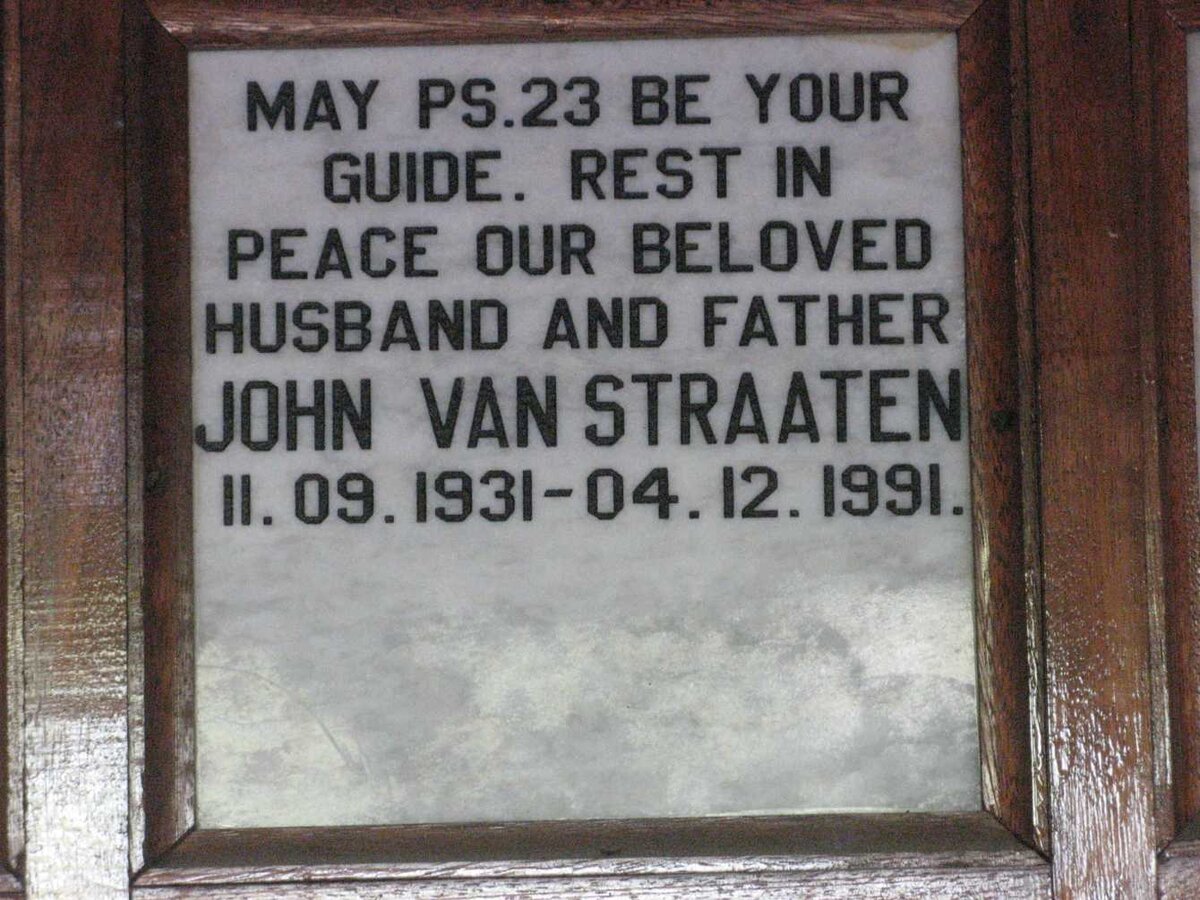 MAY PS.23 BE YOUR
GUIDE. REST IN
PEACE OUR BELOVED
HUSBAND AND FATHER
JOHN VAN STRAATEN
11.09.1931-04.12.1991.